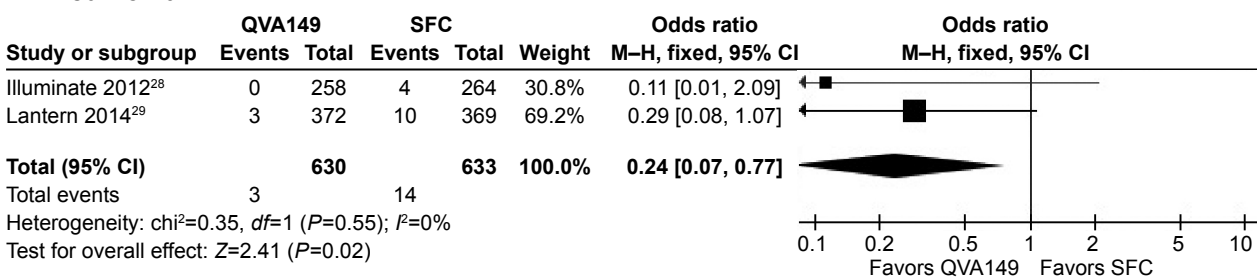 QVA149 SFC Odds ratio Odds ratio
Study or subgroup Events Total Events Total Weight M–H, fixed, 95% CI M–H, fixed, 95% CI
Illuminate 2012²⁸ 0 258 4 264 30.8% 0.11 [0.01, 2.09]
Lantern 2014²⁹ 3 372 10 369 69.2% 0.29 [0.08, 1.07]
Total (95% CI) 630 633 100.0% 0.24 [0.07, 0.77]
Total events 3 14
Heterogeneity: chi²=0.35, df=1 (P=0.55); I²=0%
Test for overall effect: Z=2.41 (P=0.02)
0.1 0.2 0.5 1 2 5 10
Favors QVA149 Favors SFC